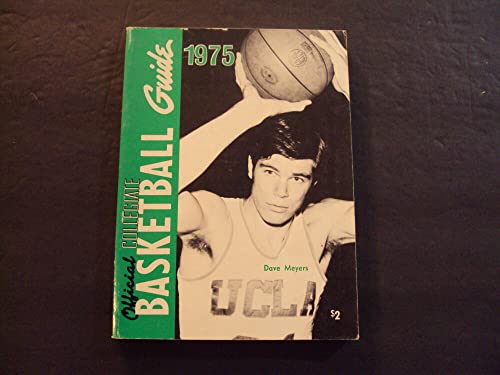 Official COLLEGIATE
BASKETBALL Guide
1975
Dave Meyers
UCLA
$2